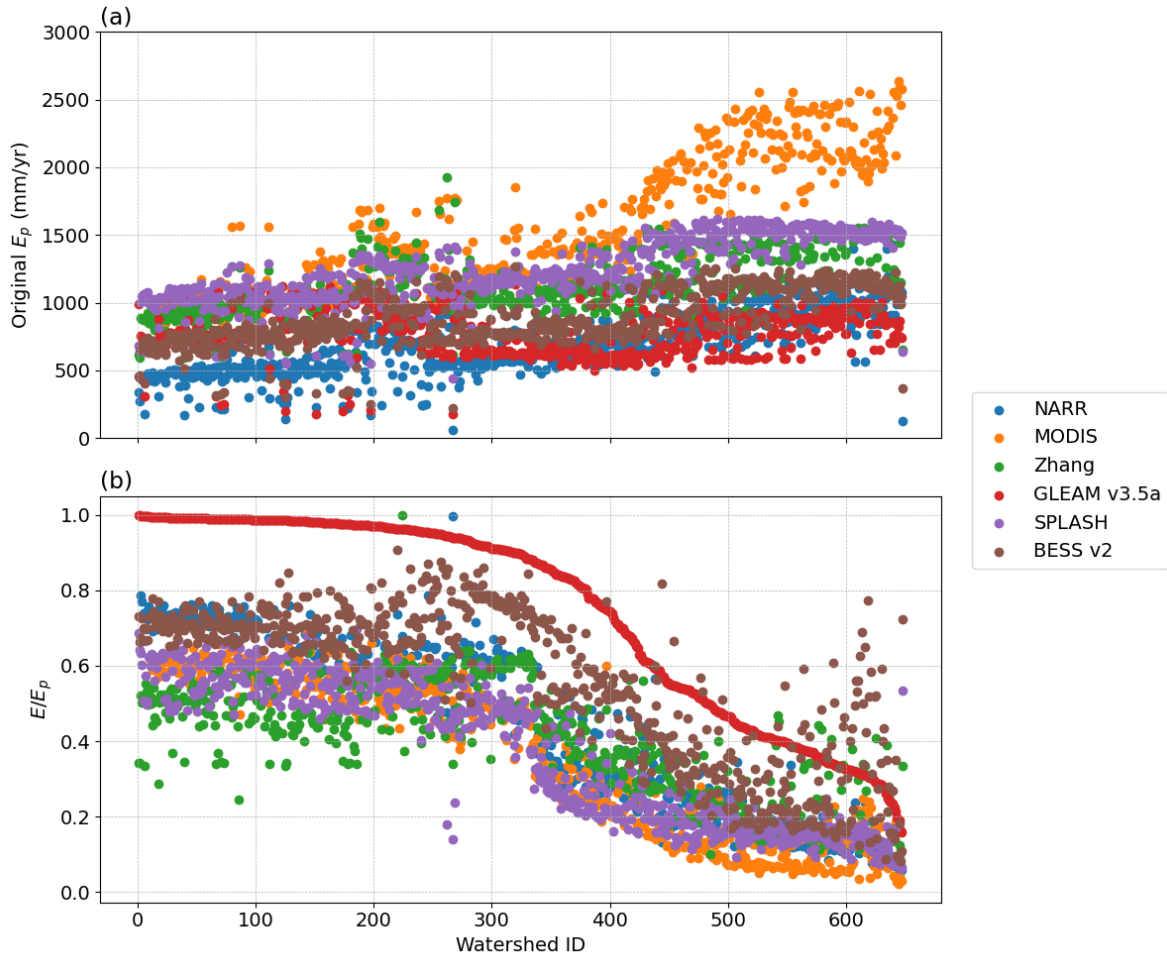 (a)
3000
2500
2000
1500
1000
500
0
Original E_p (mm/yr)
(b)
1.0
0.8
0.6
0.4
0.2
0.0
E/E_p
0 100 200 300 400 500 600
Watershed ID
NARR
MODIS
Zhang
GLEAM v3.5a
SPLASH
BESS v2